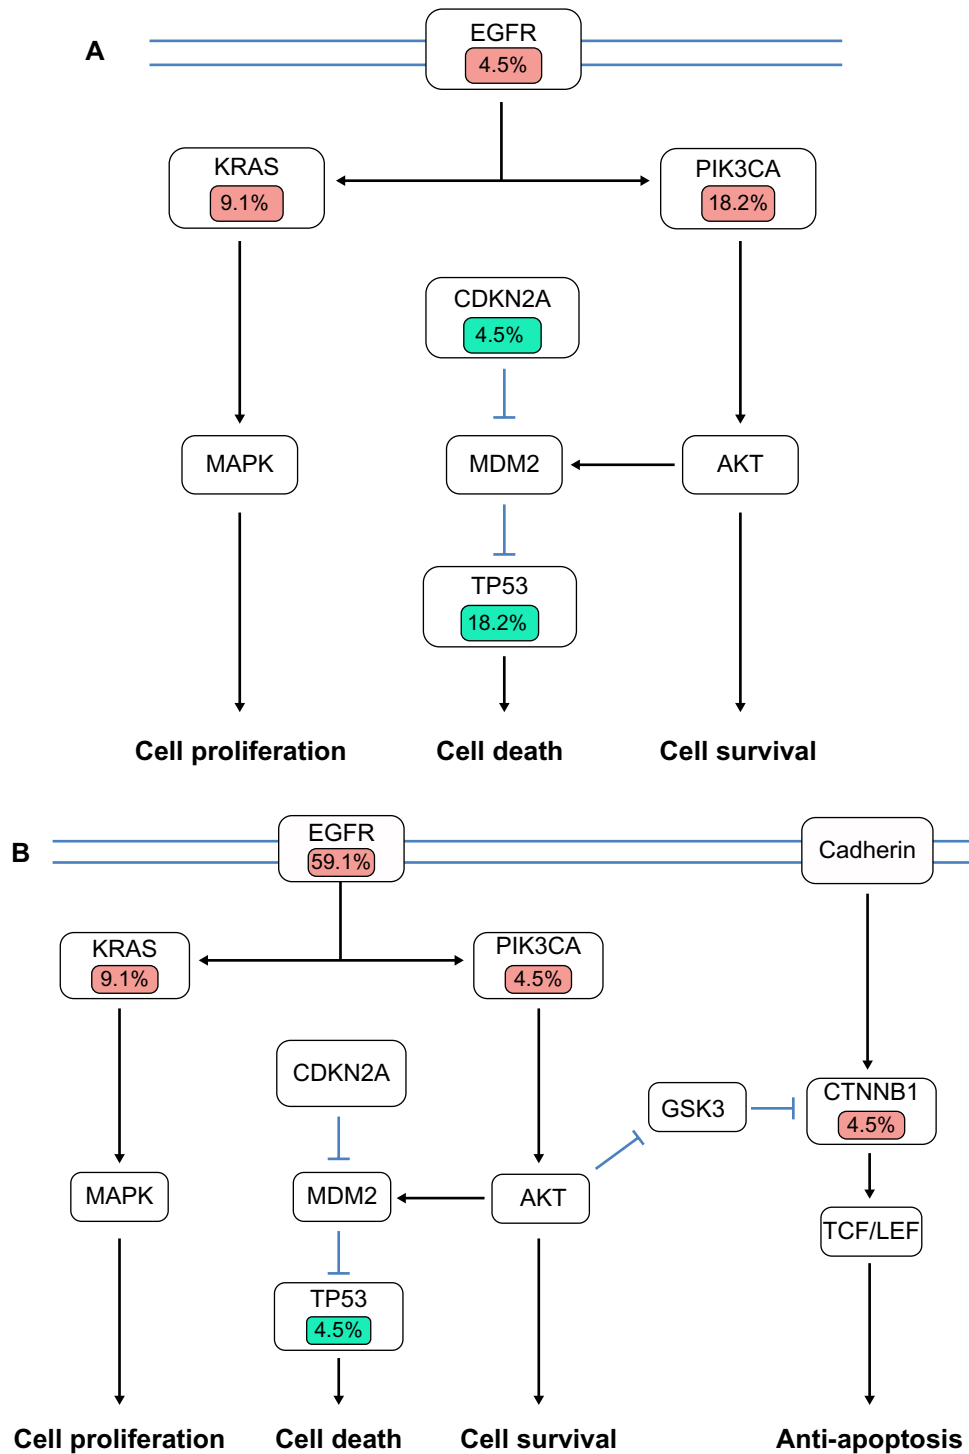 A
EGFR
4.5%
KRAS
9.1%
PIK3CA
18.2%
CDKN2A
4.5%
MAPK
MDM2
AKT
TP53
18.2%
Cell proliferation
Cell death
Cell survival
B
EGFR
59.1%
Cadherin
KRAS
9.1%
PIK3CA
4.5%
CDKN2A
GSK3
CTNNB1
4.5%
MAPK
MDM2
AKT
TCF/LEF
TP53
4.5%
Cell proliferation
Cell death
Cell survival
Anti-apoptosis